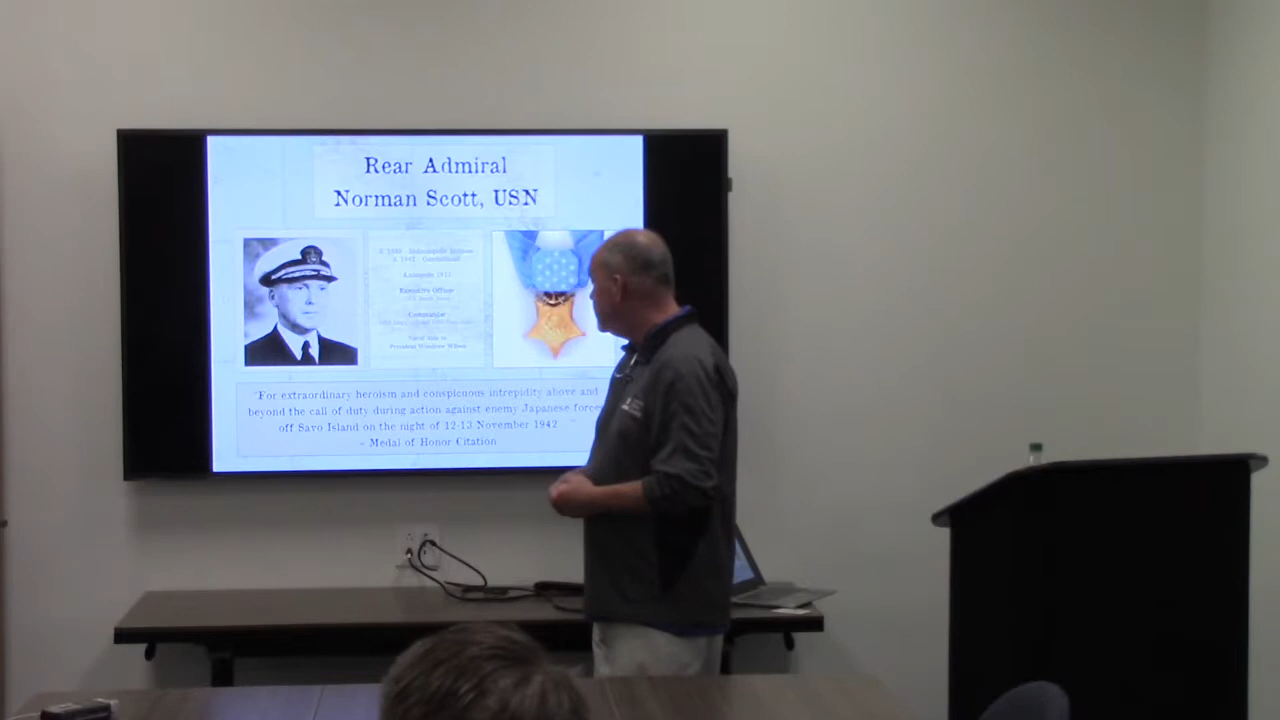 Rear Admiral
Norman Scott, USN
Annapolis 1911
Executive Officer
Commander
Naval Aide to
President Woodrow Wilson
"For extraordinary heroism and conspicuous intrepidity above and
beyond the call of duty during action against enemy Japanese forces
off Savo Island on the night of 12-13 November 1942
– Medal of Honor Citation